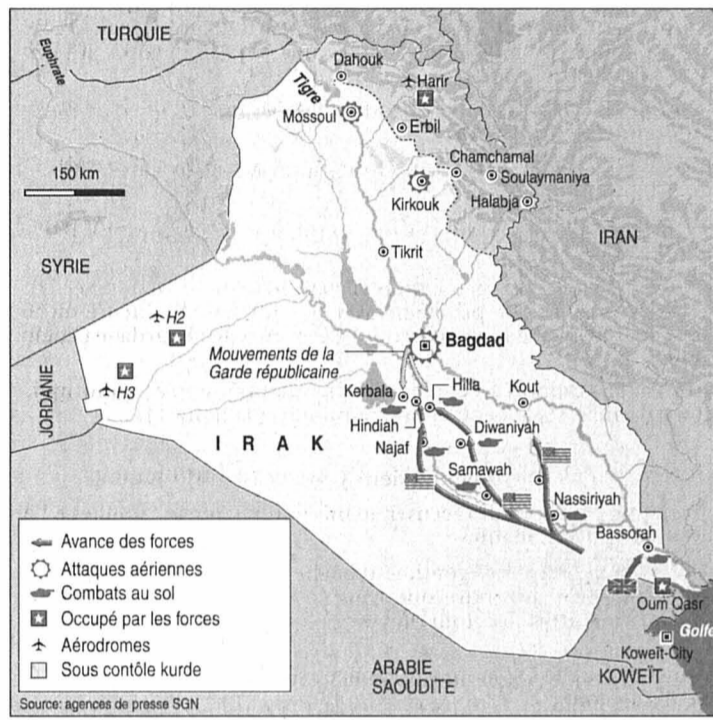 TURQUIE
Euphrate
Dahouk
Harir
Tigre
Mossoul
Erbil
150 km
Chamchamal
Soulaymaniya
Kirkouk
Halabja
IRAN
Tikrit
SYRIE
H2
Bagdad
Mouvements de la
Garde républicaine
JORDANIE
H3
Kerbala
Hilla
Kout
Hindiah
Diwaniyah
IRAK
Najaf
Samawah
Nassiriyah
Bassorah
Oum Qasr
Golfe
Koweït-City
ARABIE
SAOUDITE
KOWEÏT
Avance des forces
Attaques aériennes
Combats au sol
Occupé par les forces
Aérodromes
Sous contôle kurde
Source: agences de presse SGN